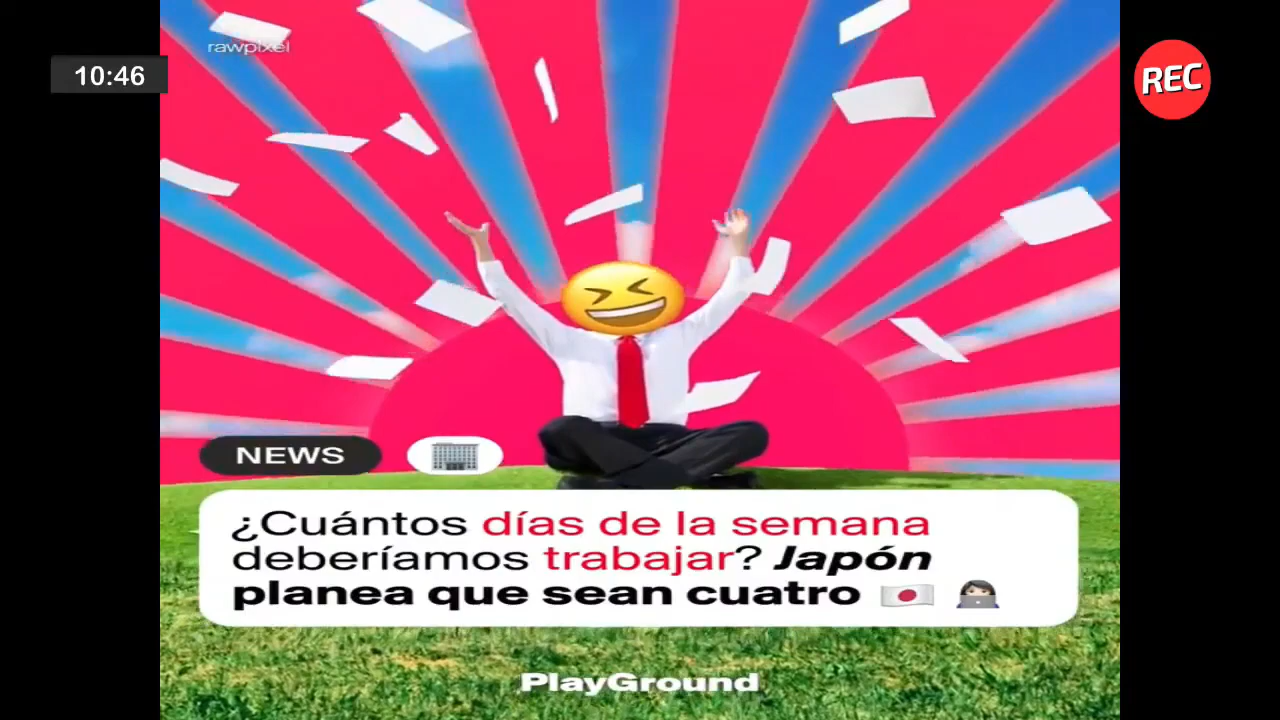 rawpixel
10:46
REC
NEWS
¿Cuántos días de la semana
deberíamos trabajar? Japón
planea que sean cuatro
PlayGround